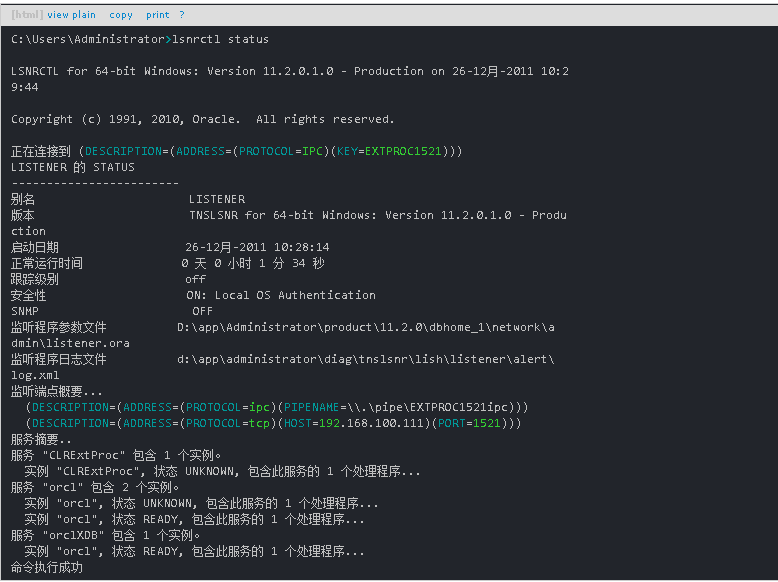 [html] view plain copy print ?
C:\Users\Administrator>lsnrctl status
LSNRCTL for 64-bit Windows: Version 11.2.0.1.0 - Production on 26-12月-2011 10:2
9:44
Copyright (c) 1991, 2010, Oracle.  All rights reserved.
正在连接到 (DESCRIPTION=(ADDRESS=(PROTOCOL=IPC)(KEY=EXTPROC1521)))
LISTENER 的 STATUS
------------------------
别名 LISTENER
版本 TNSLSNR for 64-bit Windows: Version 11.2.0.1.0 - Produ
ction
启动日期 26-12月-2011 10:28:14
正常运行时间 0 天 0 小时 1 分 34 秒
跟踪级别 off
安全性 ON: Local OS Authentication
SNMP OFF
监听程序参数文件 D:\app\Administrator\product\11.2.0\dbhome_1\network\a
dmin\listener.ora
监听程序日志文件 d:\app\administrator\diag\tnslsnr\lish\listener\alert\
log.xml
监听端点概要...
(DESCRIPTION=(ADDRESS=(PROTOCOL=ipc)(PIPENAME=\\.\pipe\EXTPROC1521ipc)))
(DESCRIPTION=(ADDRESS=(PROTOCOL=tcp)(HOST=192.168.100.111)(PORT=1521)))
服务摘要..
服务 "CLRExtProc" 包含 1 个实例。
实例 "CLRExtProc", 状态 UNKNOWN, 包含此服务的 1 个处理程序...
服务 "orcl" 包含 2 个实例。
实例 "orcl", 状态 UNKNOWN, 包含此服务的 1 个处理程序...
实例 "orcl", 状态 READY, 包含此服务的 1 个处理程序...
服务 "orclXDB" 包含 1 个实例。
实例 "orcl", 状态 READY, 包含此服务的 1 个处理程序...
命令执行成功